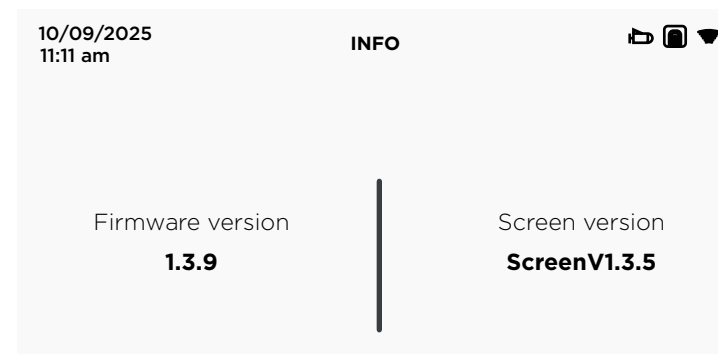 10/09/2025
11:11 am
INFO
Firmware version
1.3.9
Screen version
ScreenV1.3.5